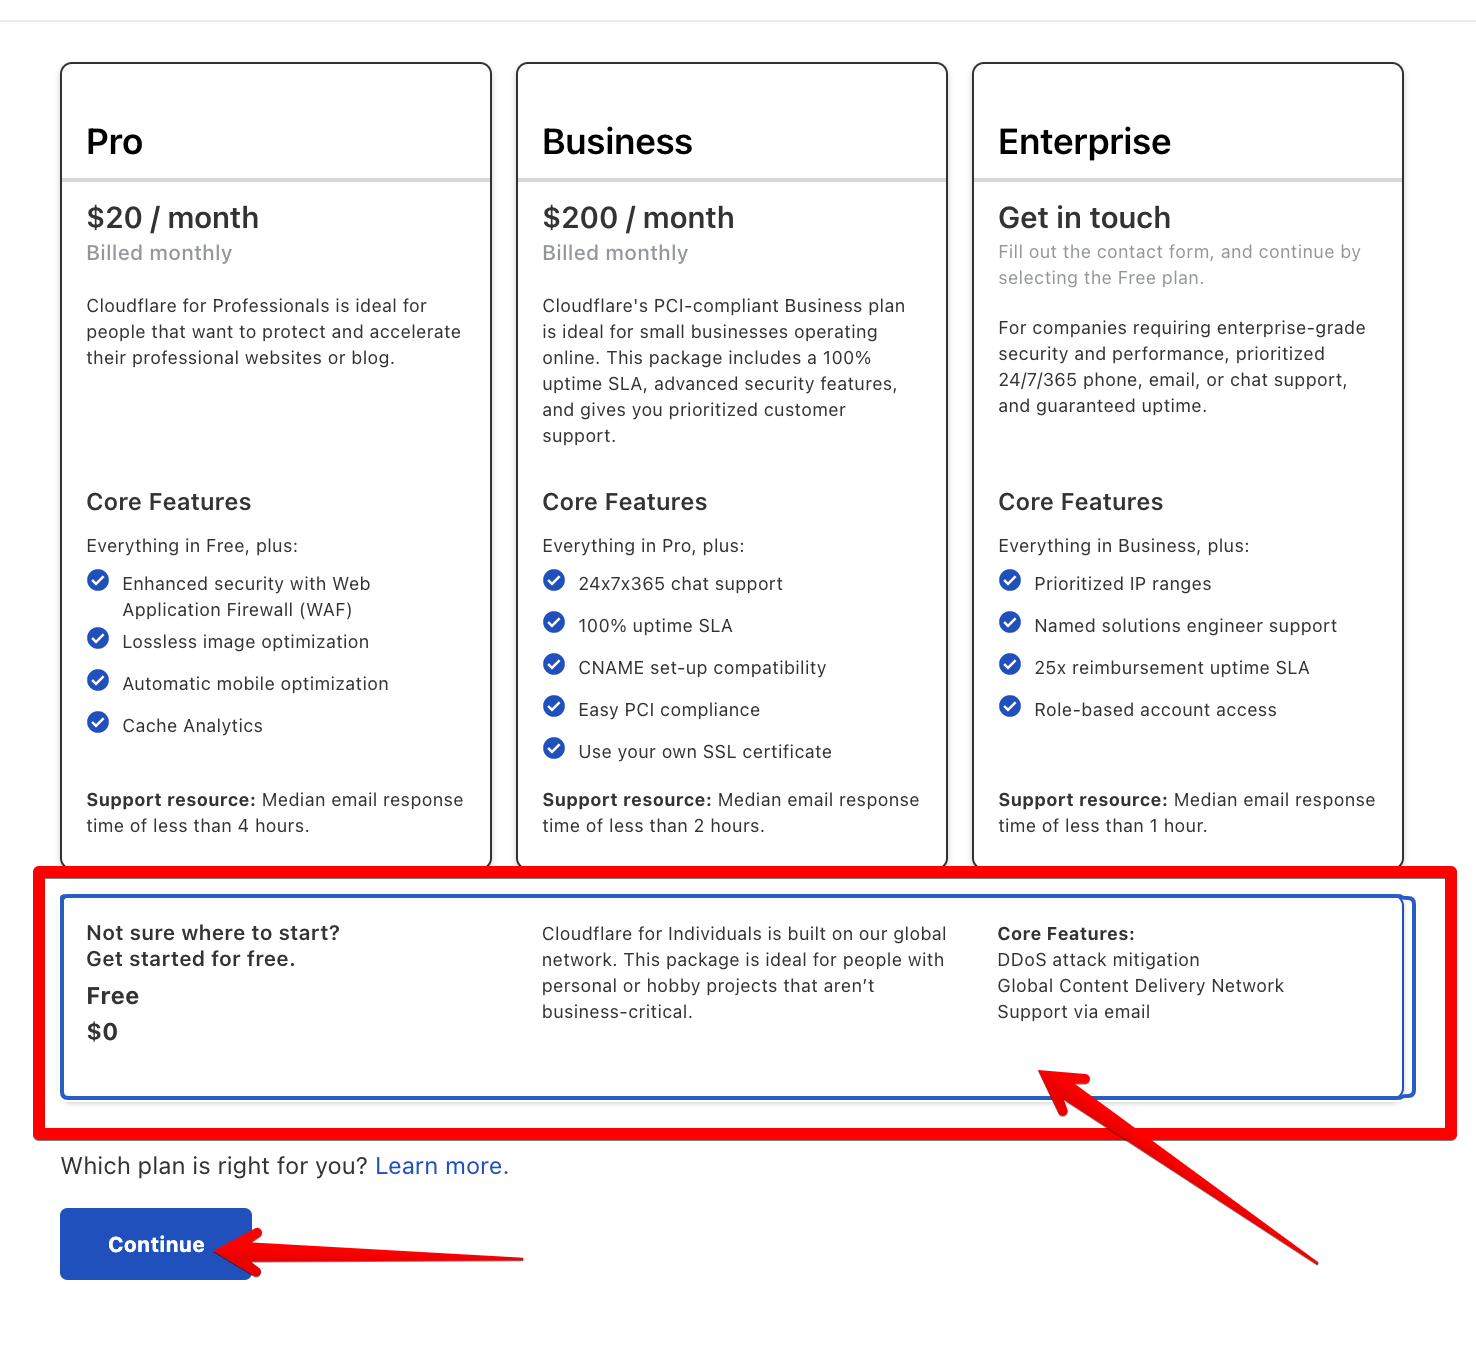 Pro
$20 / month
Billed monthly
Cloudflare for Professionals is ideal for
people that want to protect and accelerate
their professional websites or blog.
Core Features
Everything in Free, plus:
Enhanced security with Web
Application Firewall (WAF)
Lossless image optimization
Automatic mobile optimization
Cache Analytics
Support resource: Median email response
time of less than 4 hours.
Business
$200 / month
Billed monthly
Cloudflare's PCI-compliant Business plan
is ideal for small businesses operating
online. This package includes a 100%
uptime SLA, advanced security features,
and gives you prioritized customer
support.
Core Features
Everything in Pro, plus:
24x7x365 chat support
100% uptime SLA
CNAME set-up compatibility
Easy PCI compliance
Use your own SSL certificate
Support resource: Median email response
time of less than 2 hours.
Enterprise
Get in touch
Fill out the contact form, and continue by
selecting the Free plan.
For companies requiring enterprise-grade
security and performance, prioritized
24/7/365 phone, email, or chat support,
and guaranteed uptime.
Core Features
Everything in Business, plus:
Prioritized IP ranges
Named solutions engineer support
25x reimbursement uptime SLA
Role-based account access
Support resource: Median email response
time of less than 1 hour.
Not sure where to start?
Get started for free.
Free
$0
Cloudflare for Individuals is built on our global
network. This package is ideal for people with
personal or hobby projects that aren’t
business-critical.
Core Features:
DDoS attack mitigation
Global Content Delivery Network
Support via email
Which plan is right for you? Learn more.
Continue